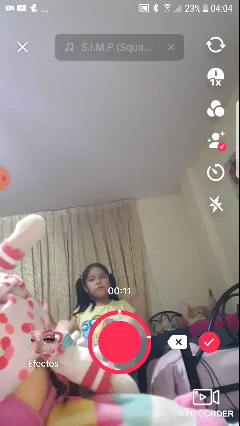 ... 23% 04:04
S.I.M.P (Squir...
1X
00:11
Efectos
RECORDER